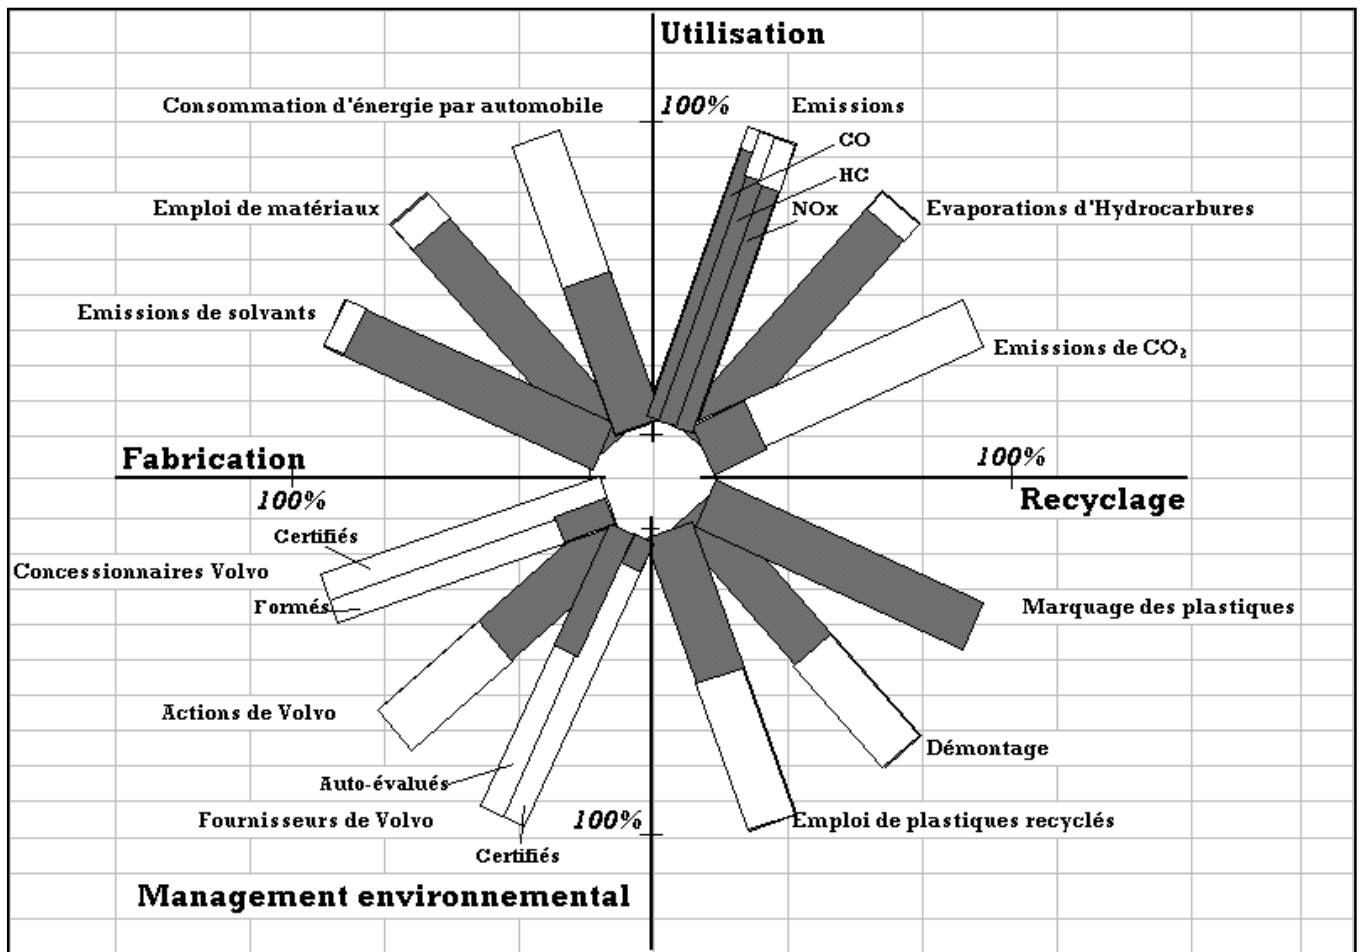 Utilisation
Consommation d'énergie par automobile
100%
Emissions
CO
HC
NOx
Emploi de matériaux
Evaporations d'Hydrocarbures
Emissions de solvants
Emissions de CO₂
Fabrication
100%
100%
Recyclage
Certifiés
Concessionnaires Volvo
Formés
Marquage des plastiques
Actions de Volvo
Démontage
Auto-évalués
Fournisseurs de Volvo
100%
Emploi de plastiques recyclés
Certifiés
Management environnemental